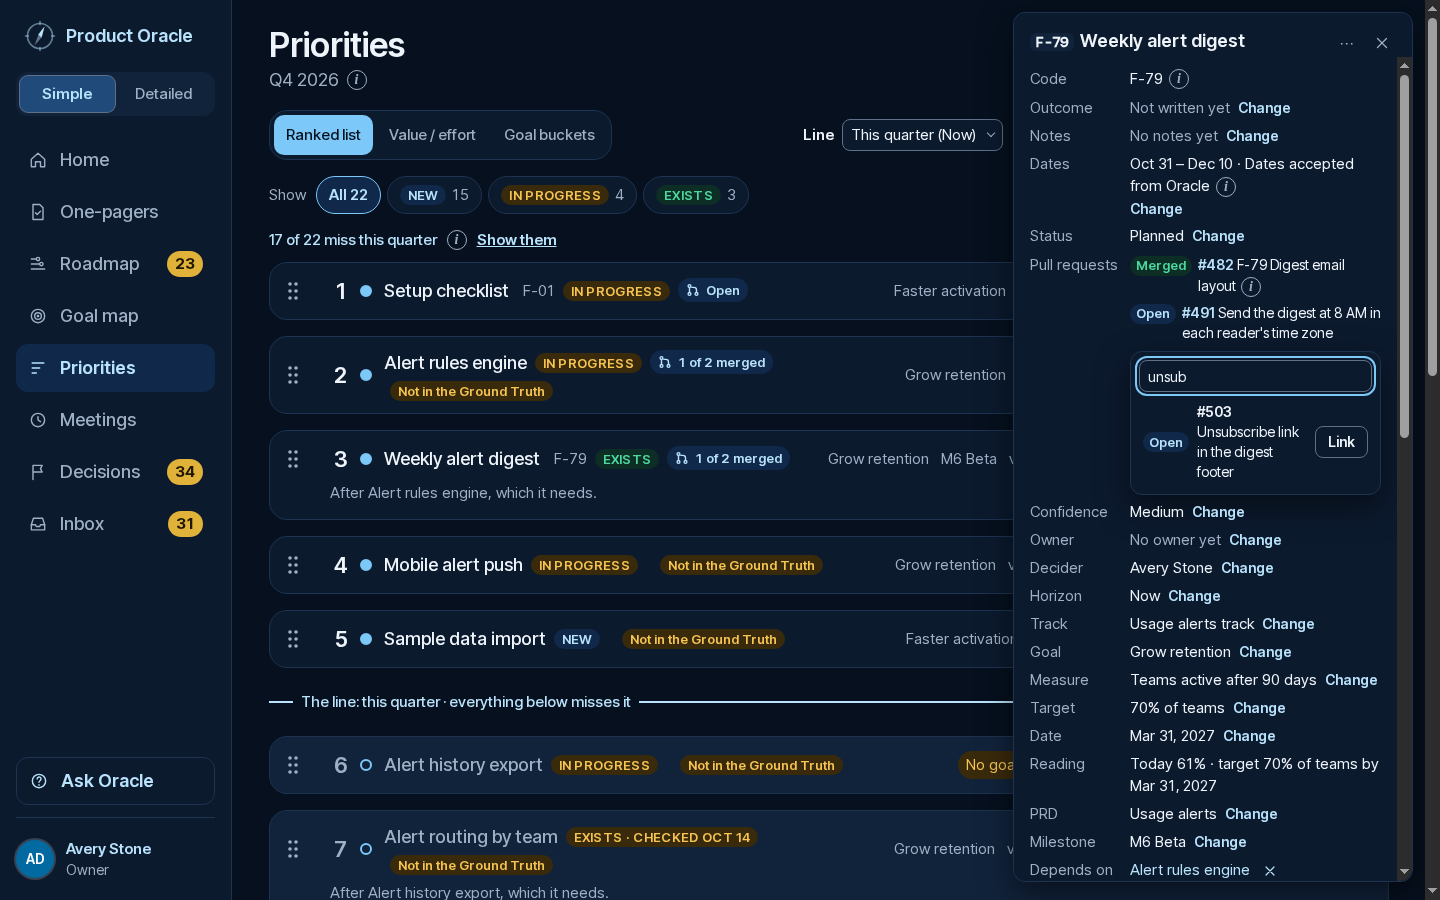 Product Oracle
Simple
Detailed
Home
One-pagers
Roadmap
23
Goal map
Priorities
Meetings
Decisions
34
Inbox
31
Ask Oracle
AD
Avery Stone
Owner
Priorities
Q4 2026 i
Ranked list
Value / effort
Goal buckets
Line
This quarter (Now)
Show
All 22
NEW 15
IN PROGRESS 4
EXISTS 3
17 of 22 miss this quarter i Show them
1 Setup checklist F-01 IN PROGRESS Open Faster activation
2 Alert rules engine IN PROGRESS 1 of 2 merged Grow retention
Not in the Ground Truth
3 Weekly alert digest F-79 EXISTS 1 of 2 merged Grow retention M6 Beta
After Alert rules engine, which it needs.
4 Mobile alert push IN PROGRESS Not in the Ground Truth Grow retention
5 Sample data import NEW Not in the Ground Truth Faster activation
The line: this quarter · everything below misses it
6 Alert history export IN PROGRESS Not in the Ground Truth No goa
7 Alert routing by team EXISTS · CHECKED OCT 14 Grow retention
Not in the Ground Truth
After Alert history export, which it needs.
F-79 Weekly alert digest ...
Code F-79 i
Outcome Not written yet Change
Notes No notes yet Change
Dates Oct 31 – Dec 10 · Dates accepted
from Oracle i
Change
Status Planned Change
Pull requests Merged #482 F-79 Digest email
layout i
Open #491 Send the digest at 8 AM in
each reader's time zone
unsub
#503
Open Unsubscribe link
in the digest
footer
Link
Confidence Medium Change
Owner No owner yet Change
Decider Avery Stone Change
Horizon Now Change
Track Usage alerts track Change
Goal Grow retention Change
Measure Teams active after 90 days Change
Target 70% of teams Change
Date Mar 31, 2027 Change
Reading Today 61% · target 70% of teams by
Mar 31, 2027
PRD Usage alerts Change
Milestone M6 Beta Change
Depends on Alert rules engine